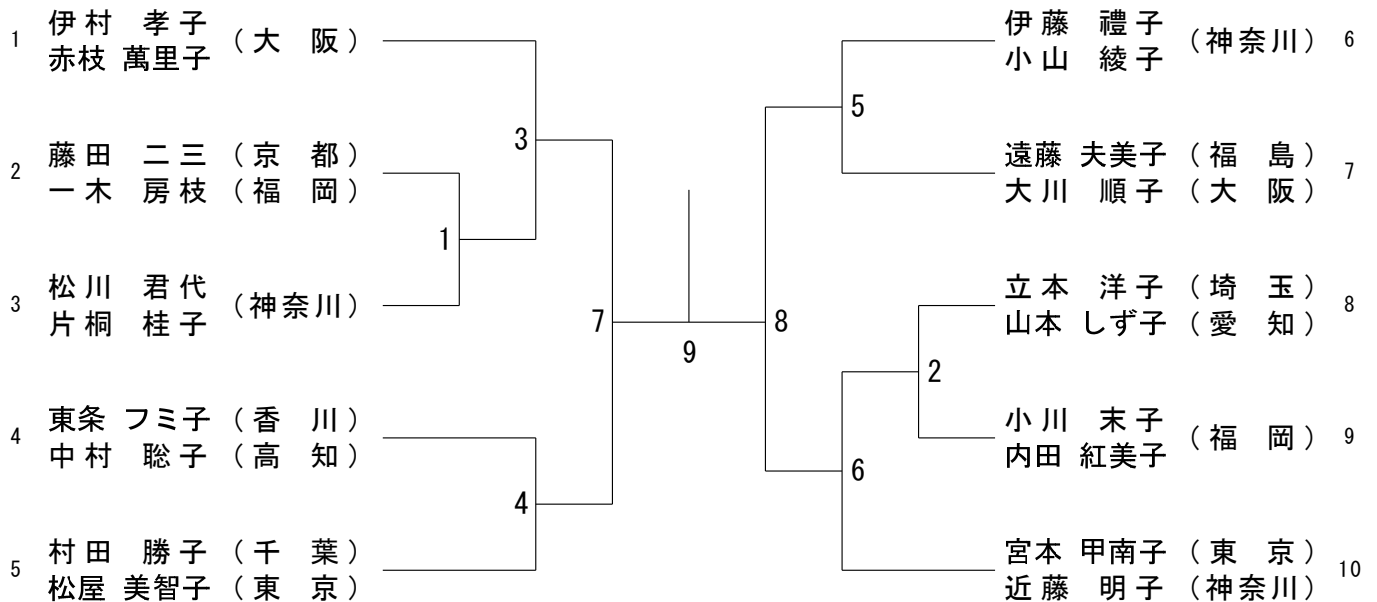 1 伊村 孝子 (大 阪)
赤枝 萬里子
2 藤田 二三 (京 都)
一木 房枝 (福 岡)
3 松川 君代 (神奈川)
片桐 桂子
4 東条 フミ子 (香 川)
中村 聡子 (高 知)
5 村田 勝子 (千 葉)
松屋 美智子 (東 京)
3
1
7
4
9
8
5
2
6
伊藤 禮子 (神奈川) 6
小山 綾子
遠藤 夫美子 (福 島) 7
大川 順子 (大 阪)
立本 洋子 (埼 玉) 8
山本 しず子 (愛 知)
小川 末子 (福 岡) 9
内田 紅美子
宮本 甲南子 (東 京) 10
近藤 明子 (神奈川)